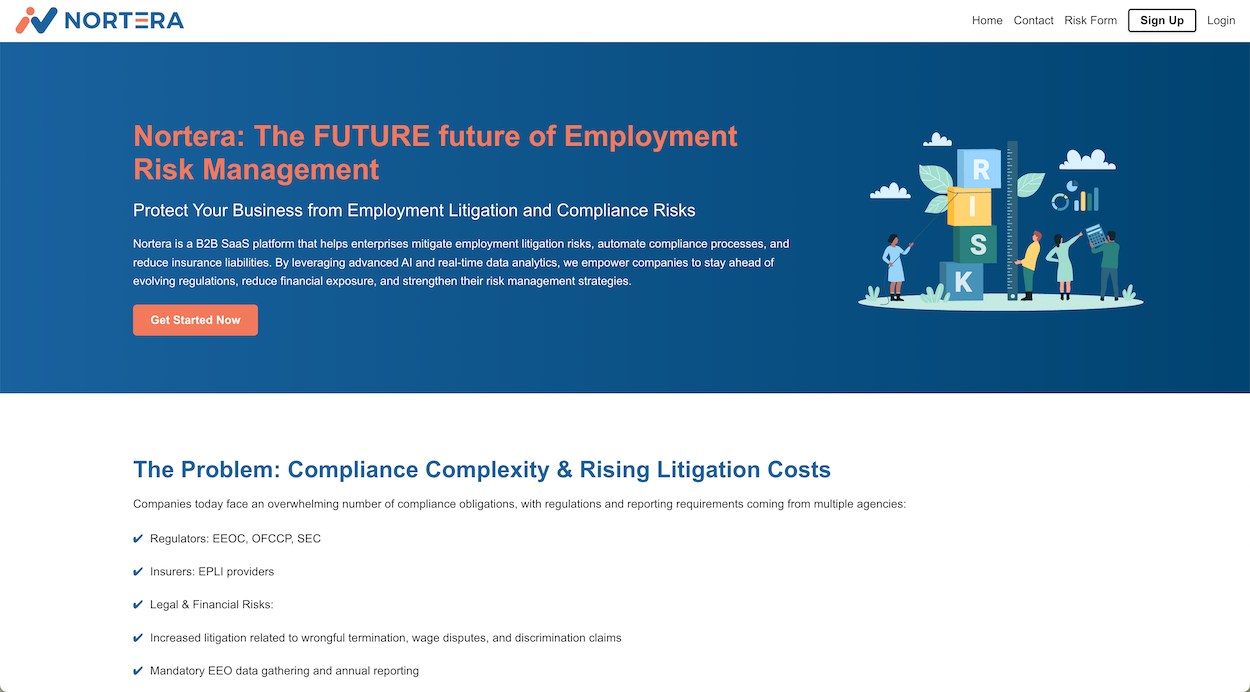 NORTERA
Home Contact Risk Form Sign Up Login
Nortera: The FUTURE future of Employment
Risk Management
Protect Your Business from Employment Litigation and Compliance Risks
Nortera is a B2B SaaS platform that helps enterprises mitigate employment litigation risks, automate compliance processes, and
reduce insurance liabilities. By leveraging advanced AI and real-time data analytics, we empower companies to stay ahead of
evolving regulations, reduce financial exposure, and strengthen their risk management strategies.
Get Started Now
R
I
S
K
The Problem: Compliance Complexity & Rising Litigation Costs
Companies today face an overwhelming number of compliance obligations, with regulations and reporting requirements coming from multiple agencies:
✔ Regulators: EEOC, OFCCP, SEC
✔ Insurers: EPLI providers
✔ Legal & Financial Risks:
✔ Increased litigation related to wrongful termination, wage disputes, and discrimination claims
✔ Mandatory EEO data gathering and annual reporting